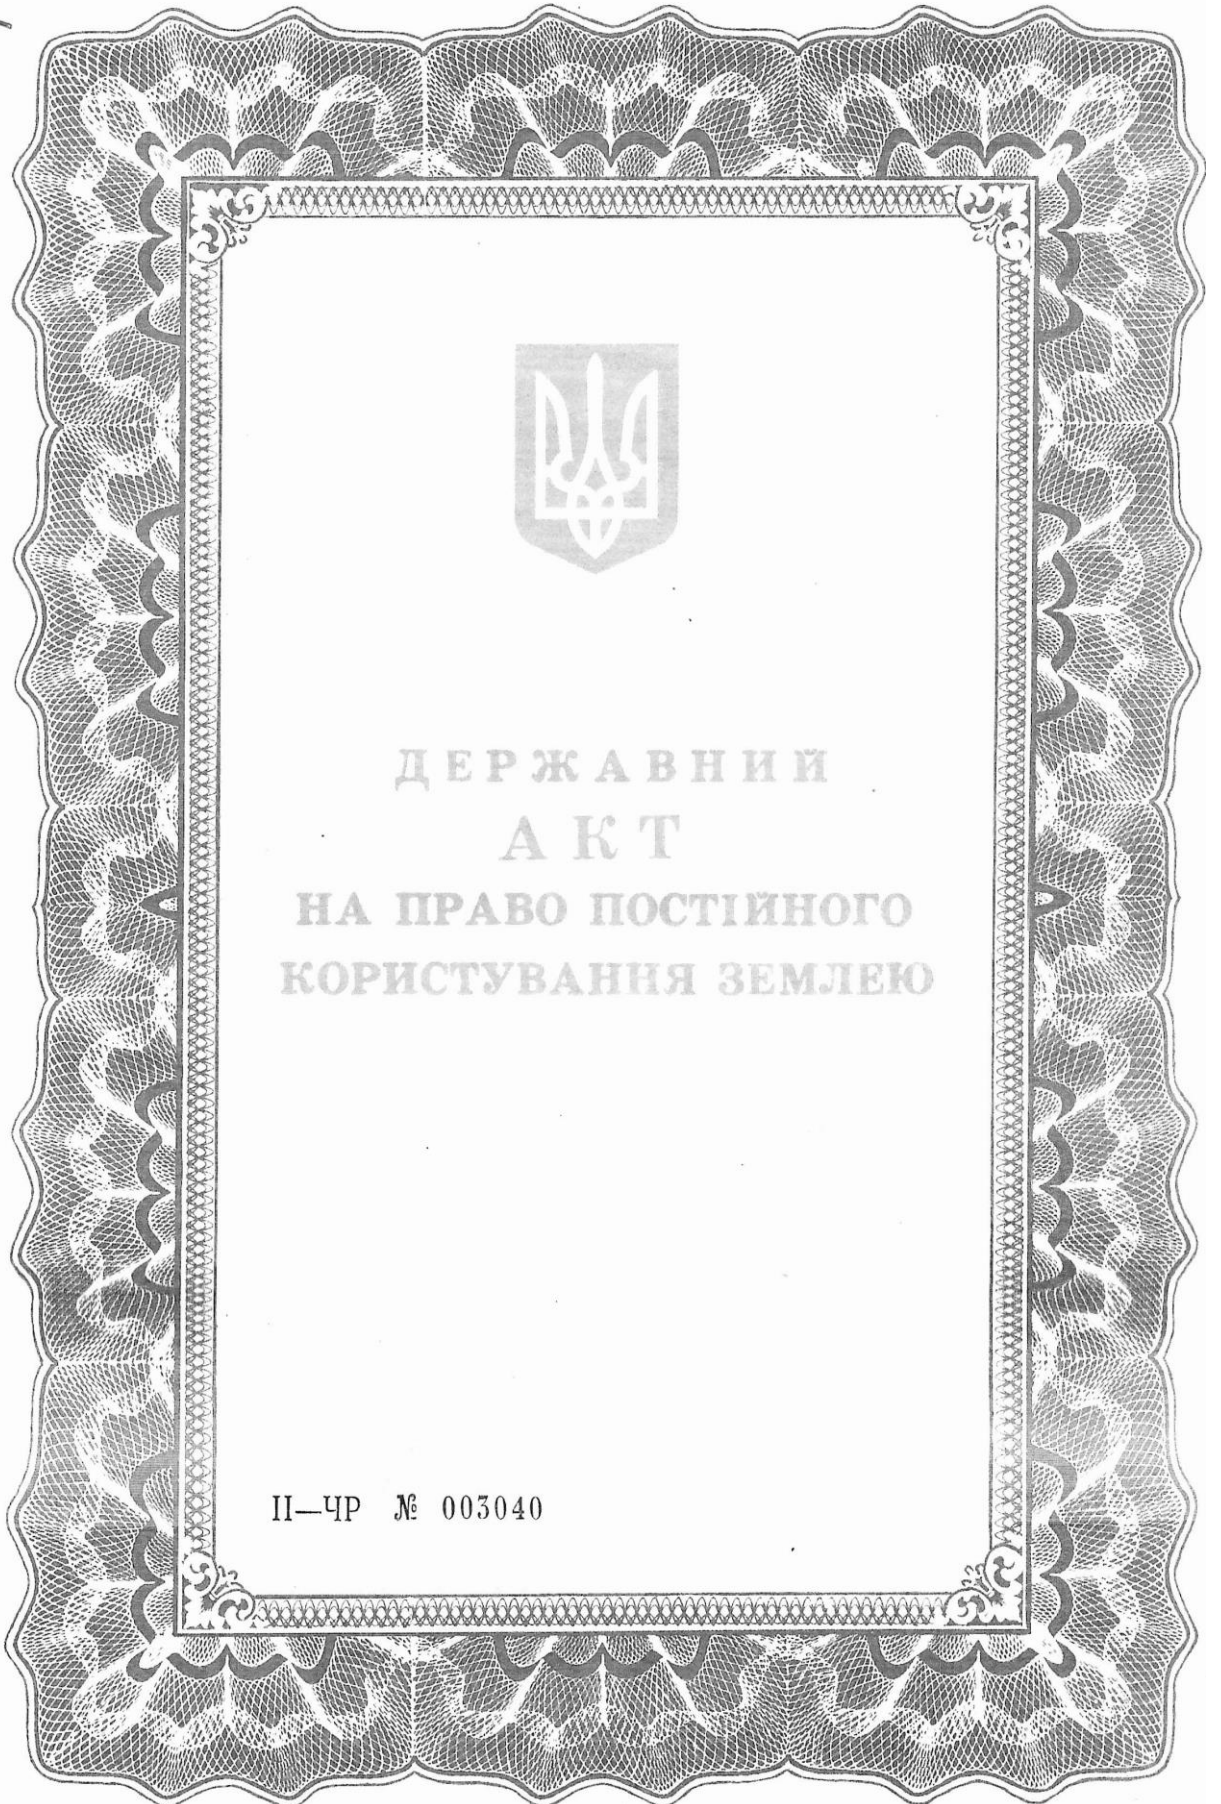 ДЕРЖАВНИЙ
АКТ
НА ПРАВО ПОСТІЙНОГО
КОРИСТУВАННЯ ЗЕМЛЕЮ
II—ЧР № 003040